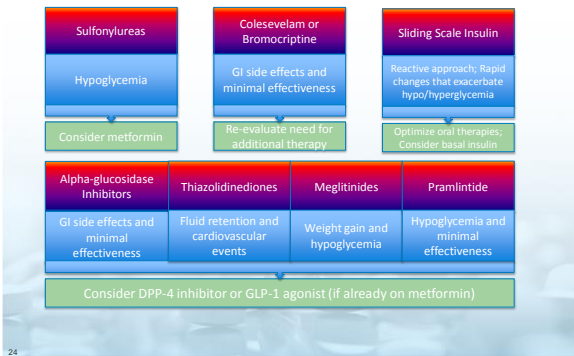 Sulfonylureas
Hypoglycemia
Consider metformin
Colesevelam or
Bromocriptine
GI side effects and
minimal effectiveness
Re-evaluate need for
additional therapy
Sliding Scale Insulin
Reactive approach; Rapid
changes that exacerbate
hypo/hyperglycemia
Optimize oral therapies;
Consider basal insulin
Alpha-glucosidase
Inhibitors
GI side effects and
minimal
effectiveness
Thiazolidinediones
Fluid retention and
cardiovascular
events
Meglitinides
Weight gain and
hypoglycemia
Pramlintide
Hypoglycemia and
minimal
effectiveness
Consider DPP-4 inhibitor or GLP-1 agonist (if already on metformin)
24